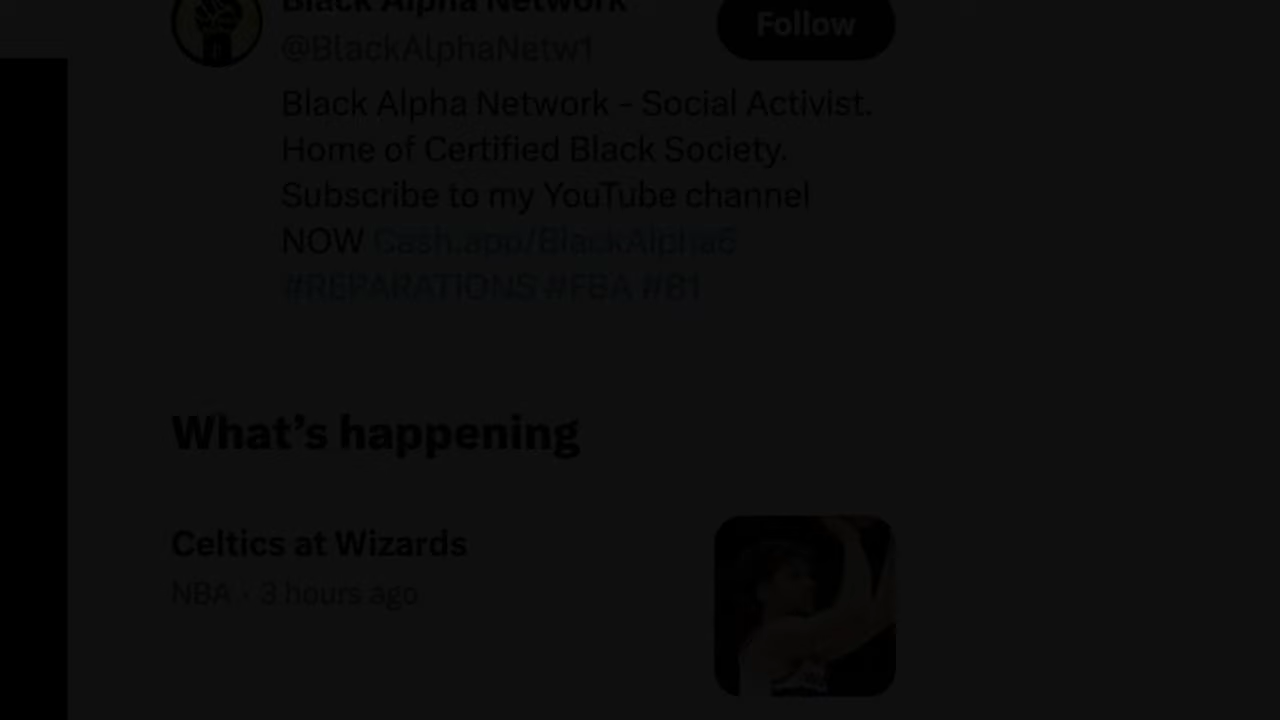 Black Alpha Network
Follow
@BlackAlphaNetw1
Black Alpha Network - Social Activist.
Home of Certified Black Society.
Subscribe to my YouTube channel
NOW Cash.app/BlackAlpha6
#REPARATIONS #FBA #B1
What's happening
Celtics at Wizards
NBA · 3 hours ago